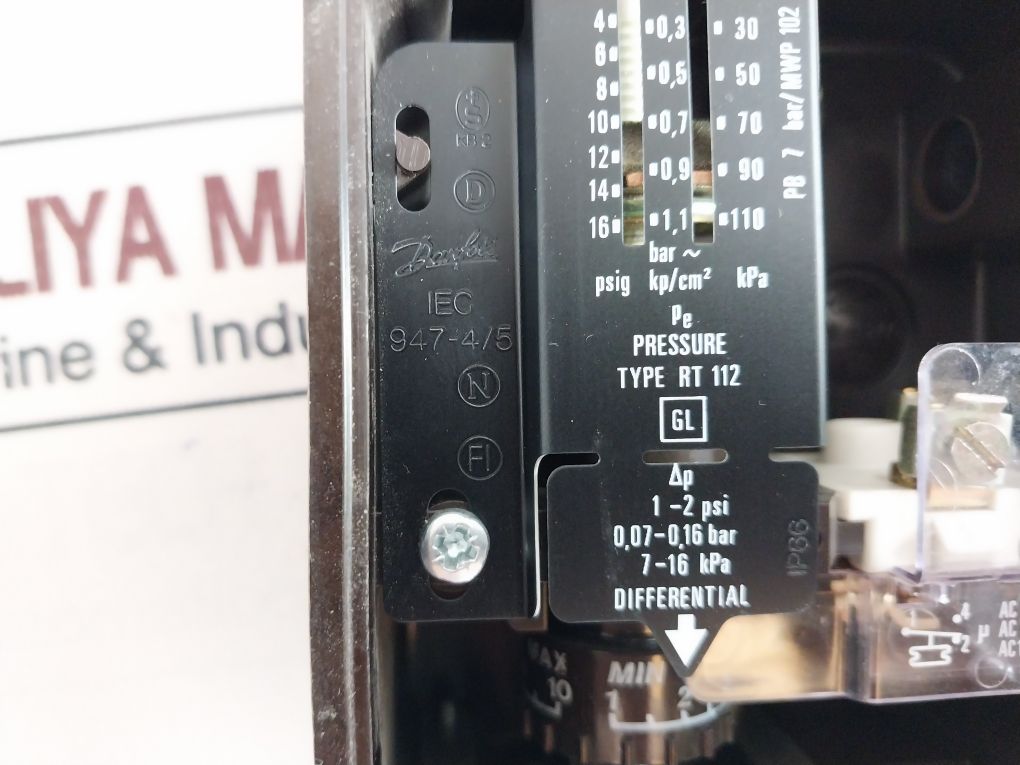 LIYA MA
ine & Indu
S
D
Danfoss
IEC
947-4/5
N
FI
4 0,3 30
6
8 0,5 50
10 0,7 70
12
14 0,9 90
16 1,1 110
bar ~
psig kp/cm² kPa
PB 7 bar/MWP 102
pe
PRESSURE
TYPE RT 112
GL
Δp
1-2 psi
0,07-0,16 bar
7-16 kPa
DIFFERENTIAL
IP66
MAX
10
MIN
1 2
1 4
2
μ
AC
AC
AC1